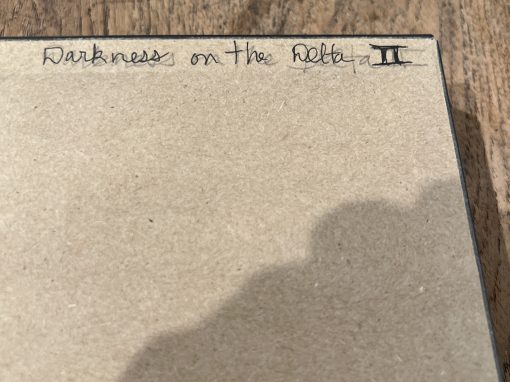 Darkness on the Delta II